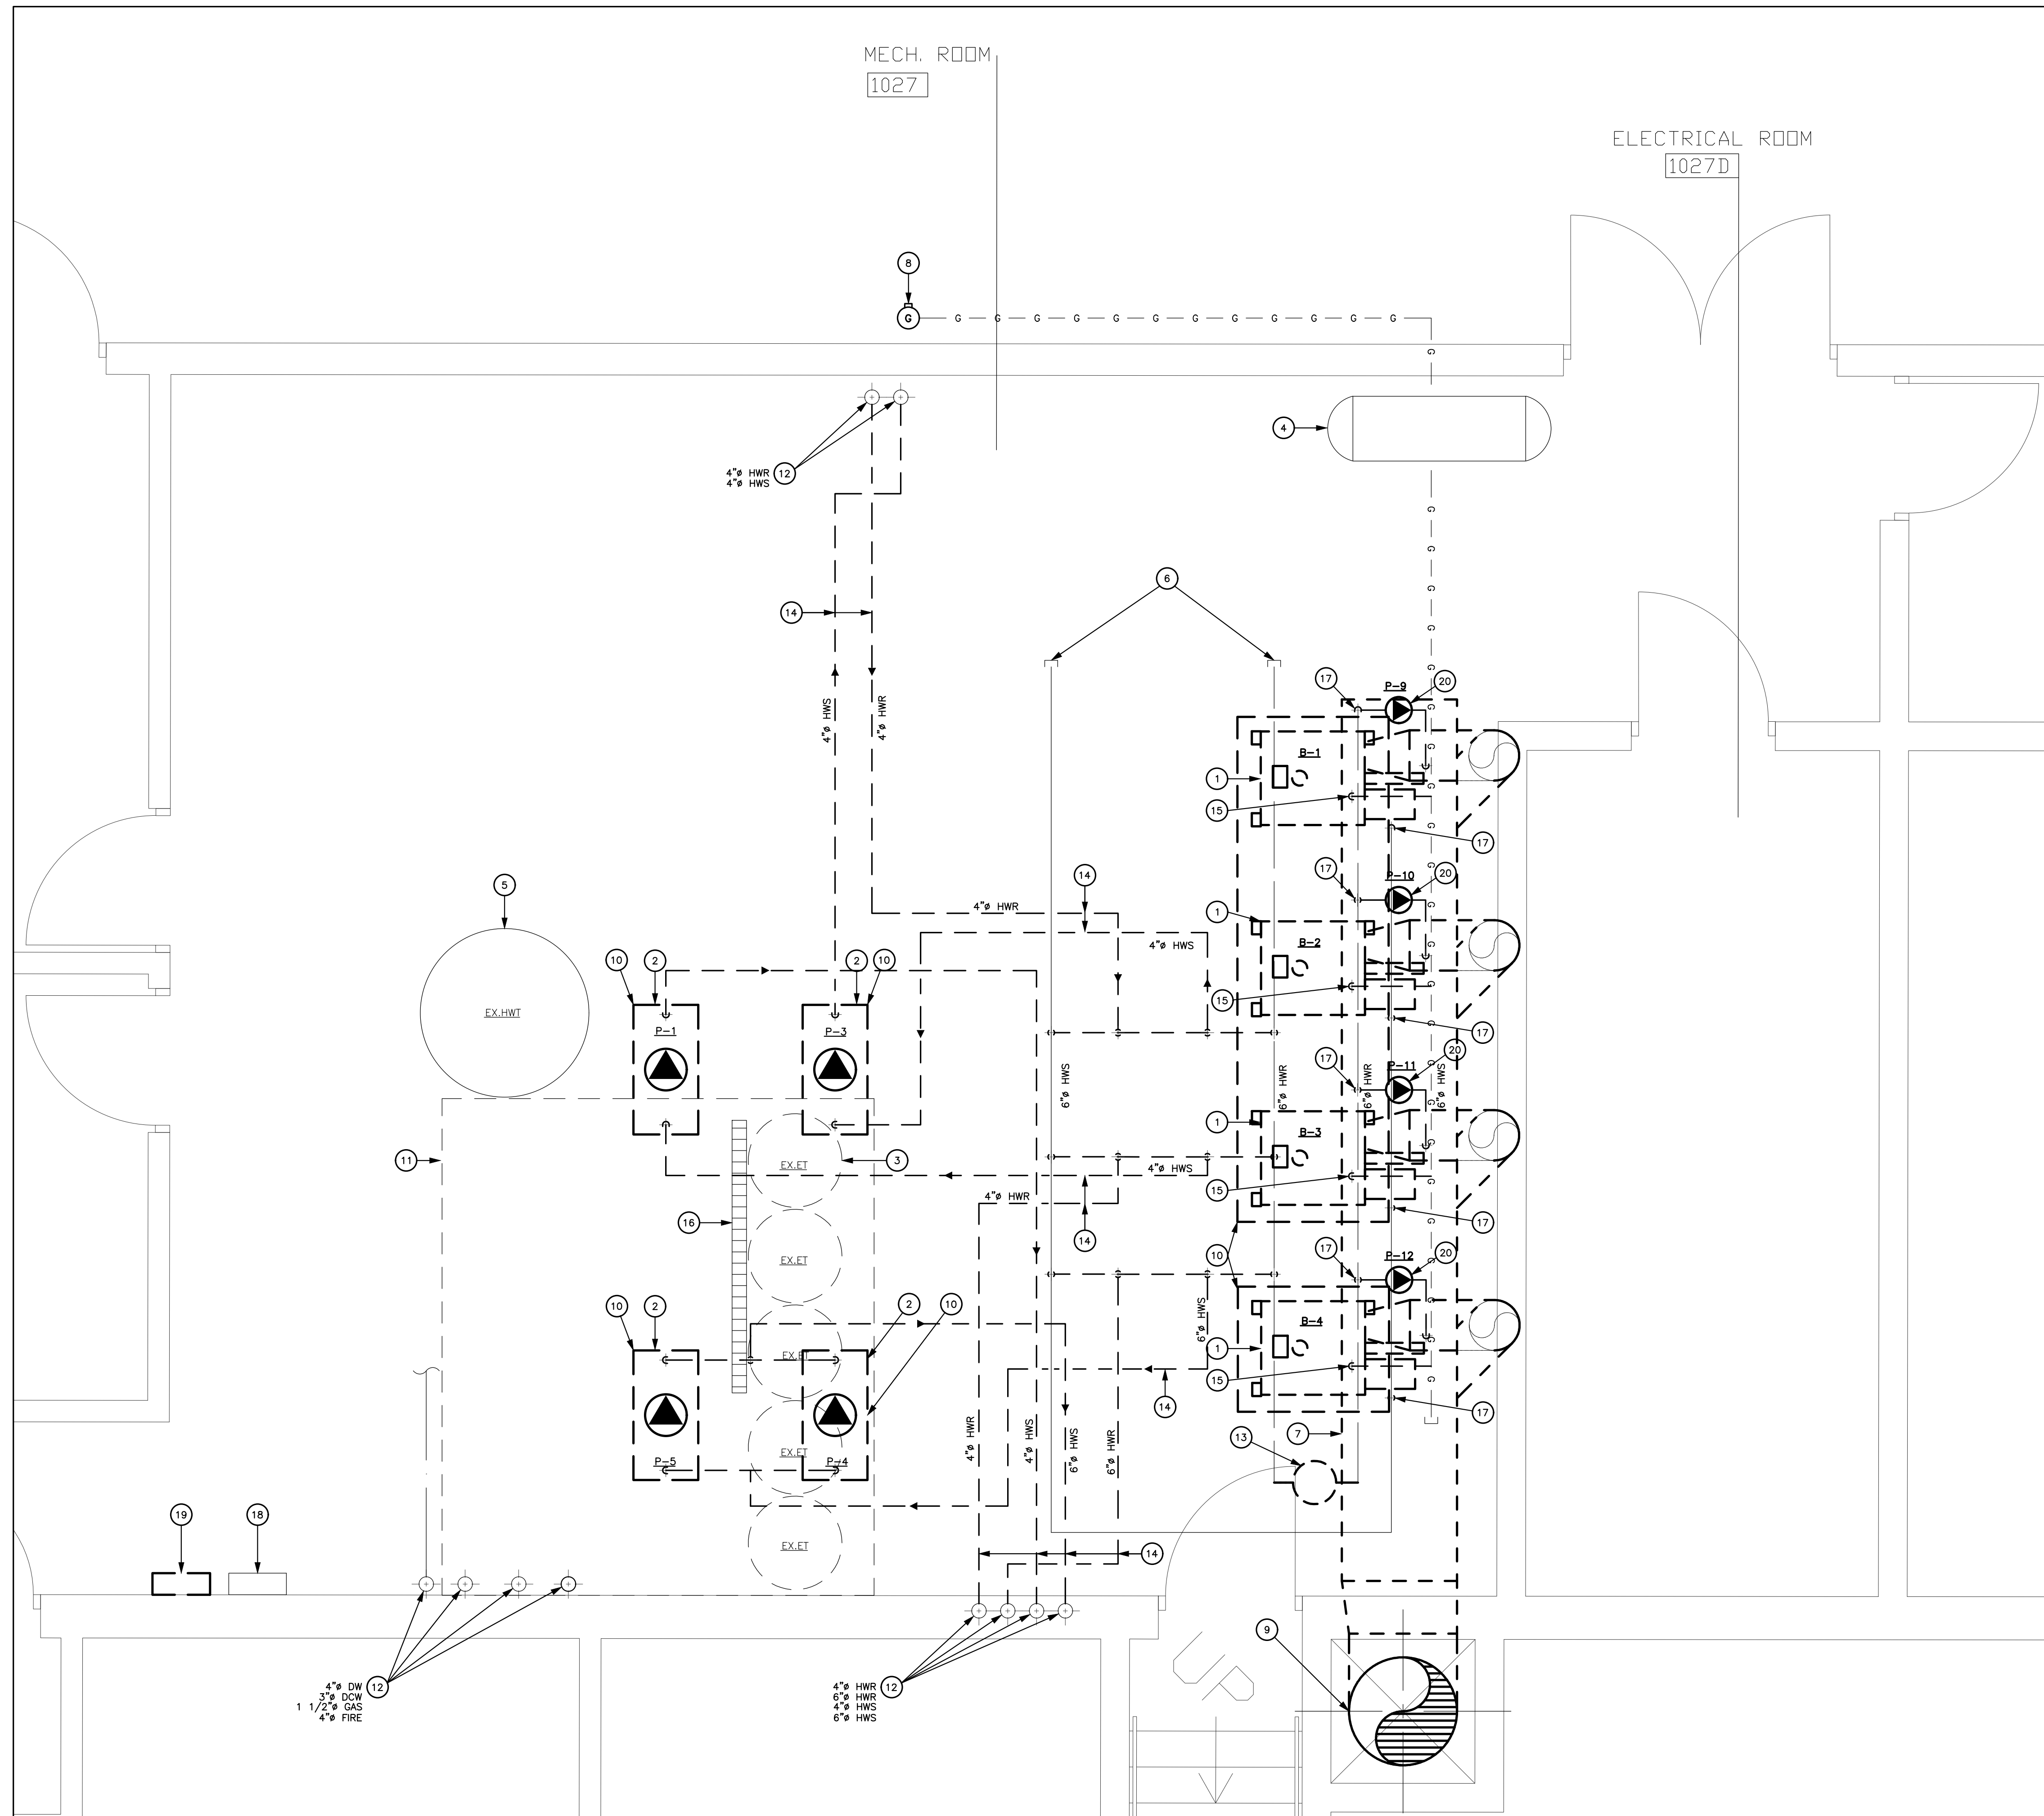 MECH. ROOM
1027
ELECTRICAL ROOM
1027D
8
G
G G G G G G G G G G G G
G
4
12
4"ø HWR
4"ø HWS
G
G
G
G
6
14
G
17
P-9
20
G
4"ø HWS
4"ø HWR
G
B-1
1
G
15
G
17
14
17
P-10
20
G
5
4"ø HWR
1
B-2
4"ø HWS
G
10
2
2
10
G
15
EX.HWT
P-1
P-3
G
17
17
P-11
20
G
6"ø HWS
6"ø HWR
6"ø HWR
6"ø HWS
G
1
B-3
G
11
EX.ET
3
4"ø HWS
G
15
4"ø HWR
16
14
G
17
EX.ET
10
17
P-12
20
G
10
2
2
10
G
6"ø HWS
1
B-4
G
EX.ET
15
G
14
17
4"ø HWR
4"ø HWS
6"ø HWS
6"ø HWR
13
7
EX.ET
P-5
P-4
19
18
EX.ET
14
9
UP
12
4"ø DW
3"ø DCW
1 1/2"ø GAS
4"ø FIRE
12
4"ø HWR
6"ø HWR
4"ø HWS
6"ø HWS